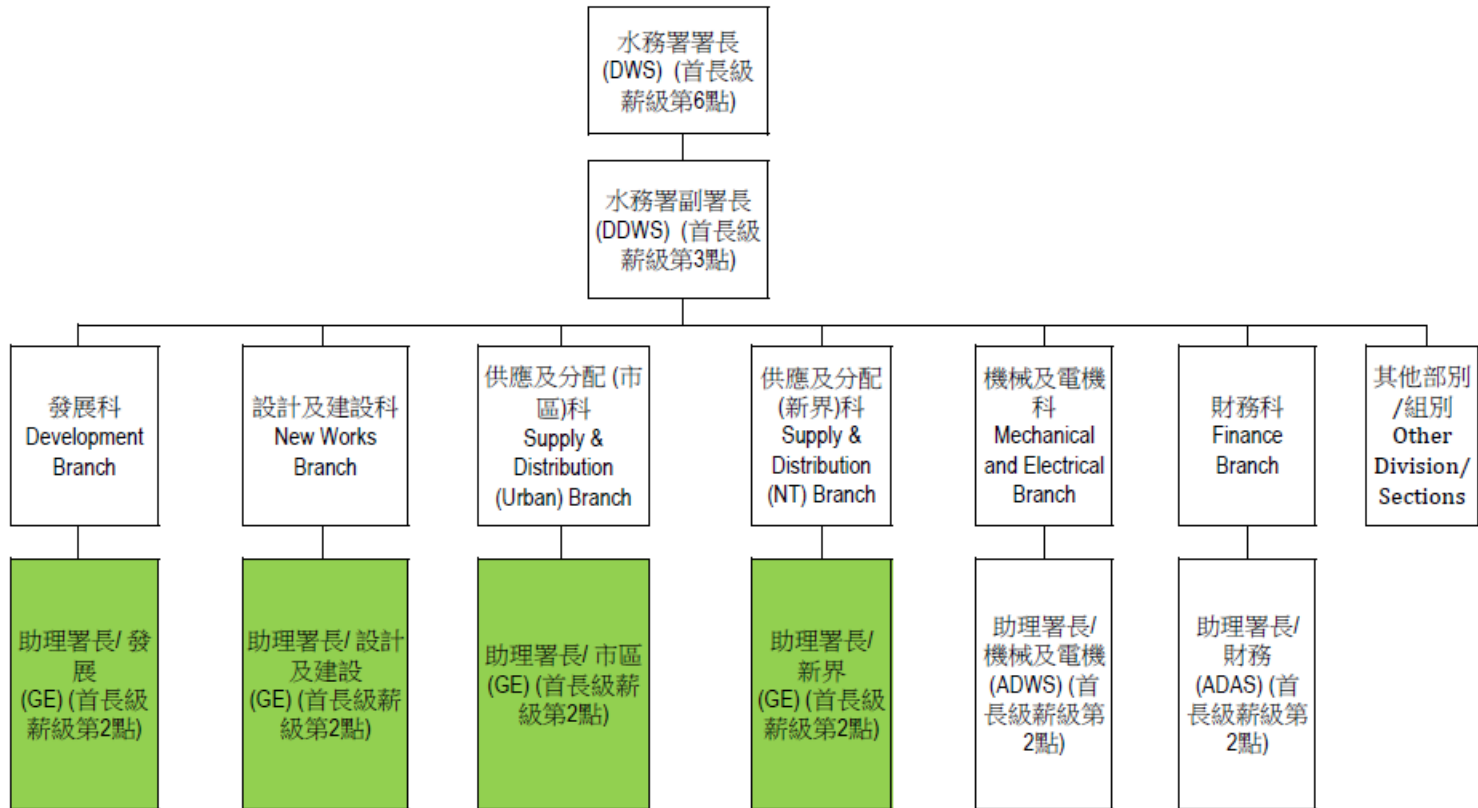 水務署署長
(DWS) (首長級
薪級第6點)
水務署副署長
(DDWS) (首長級
薪級第3點)
發展科
Development
Branch
設計及建設科
New Works
Branch
供應及分配 (市
區)科
Supply &
Distribution
(Urban) Branch
供應及分配
(新界)科
Supply &
Distribution
(NT) Branch
機械及電機
科
Mechanical
and Electrical
Branch
財務科
Finance
Branch
其他部別
/組別
Other
Division/
Sections
助理署長/ 發
展
(GE) (首長級
薪級第2點)
助理署長/ 設計
及建設
(GE) (首長級薪
級第2點)
助理署長/ 市區
(GE) (首長級薪
級第2點)
助理署長/
新界
(GE) (首長級
薪級第2點)
助理署長/
機械及電機
(ADWS) (首
長級薪級第
2點)
助理署長/
財務
(ADAS) (首
長級薪級第
2點)